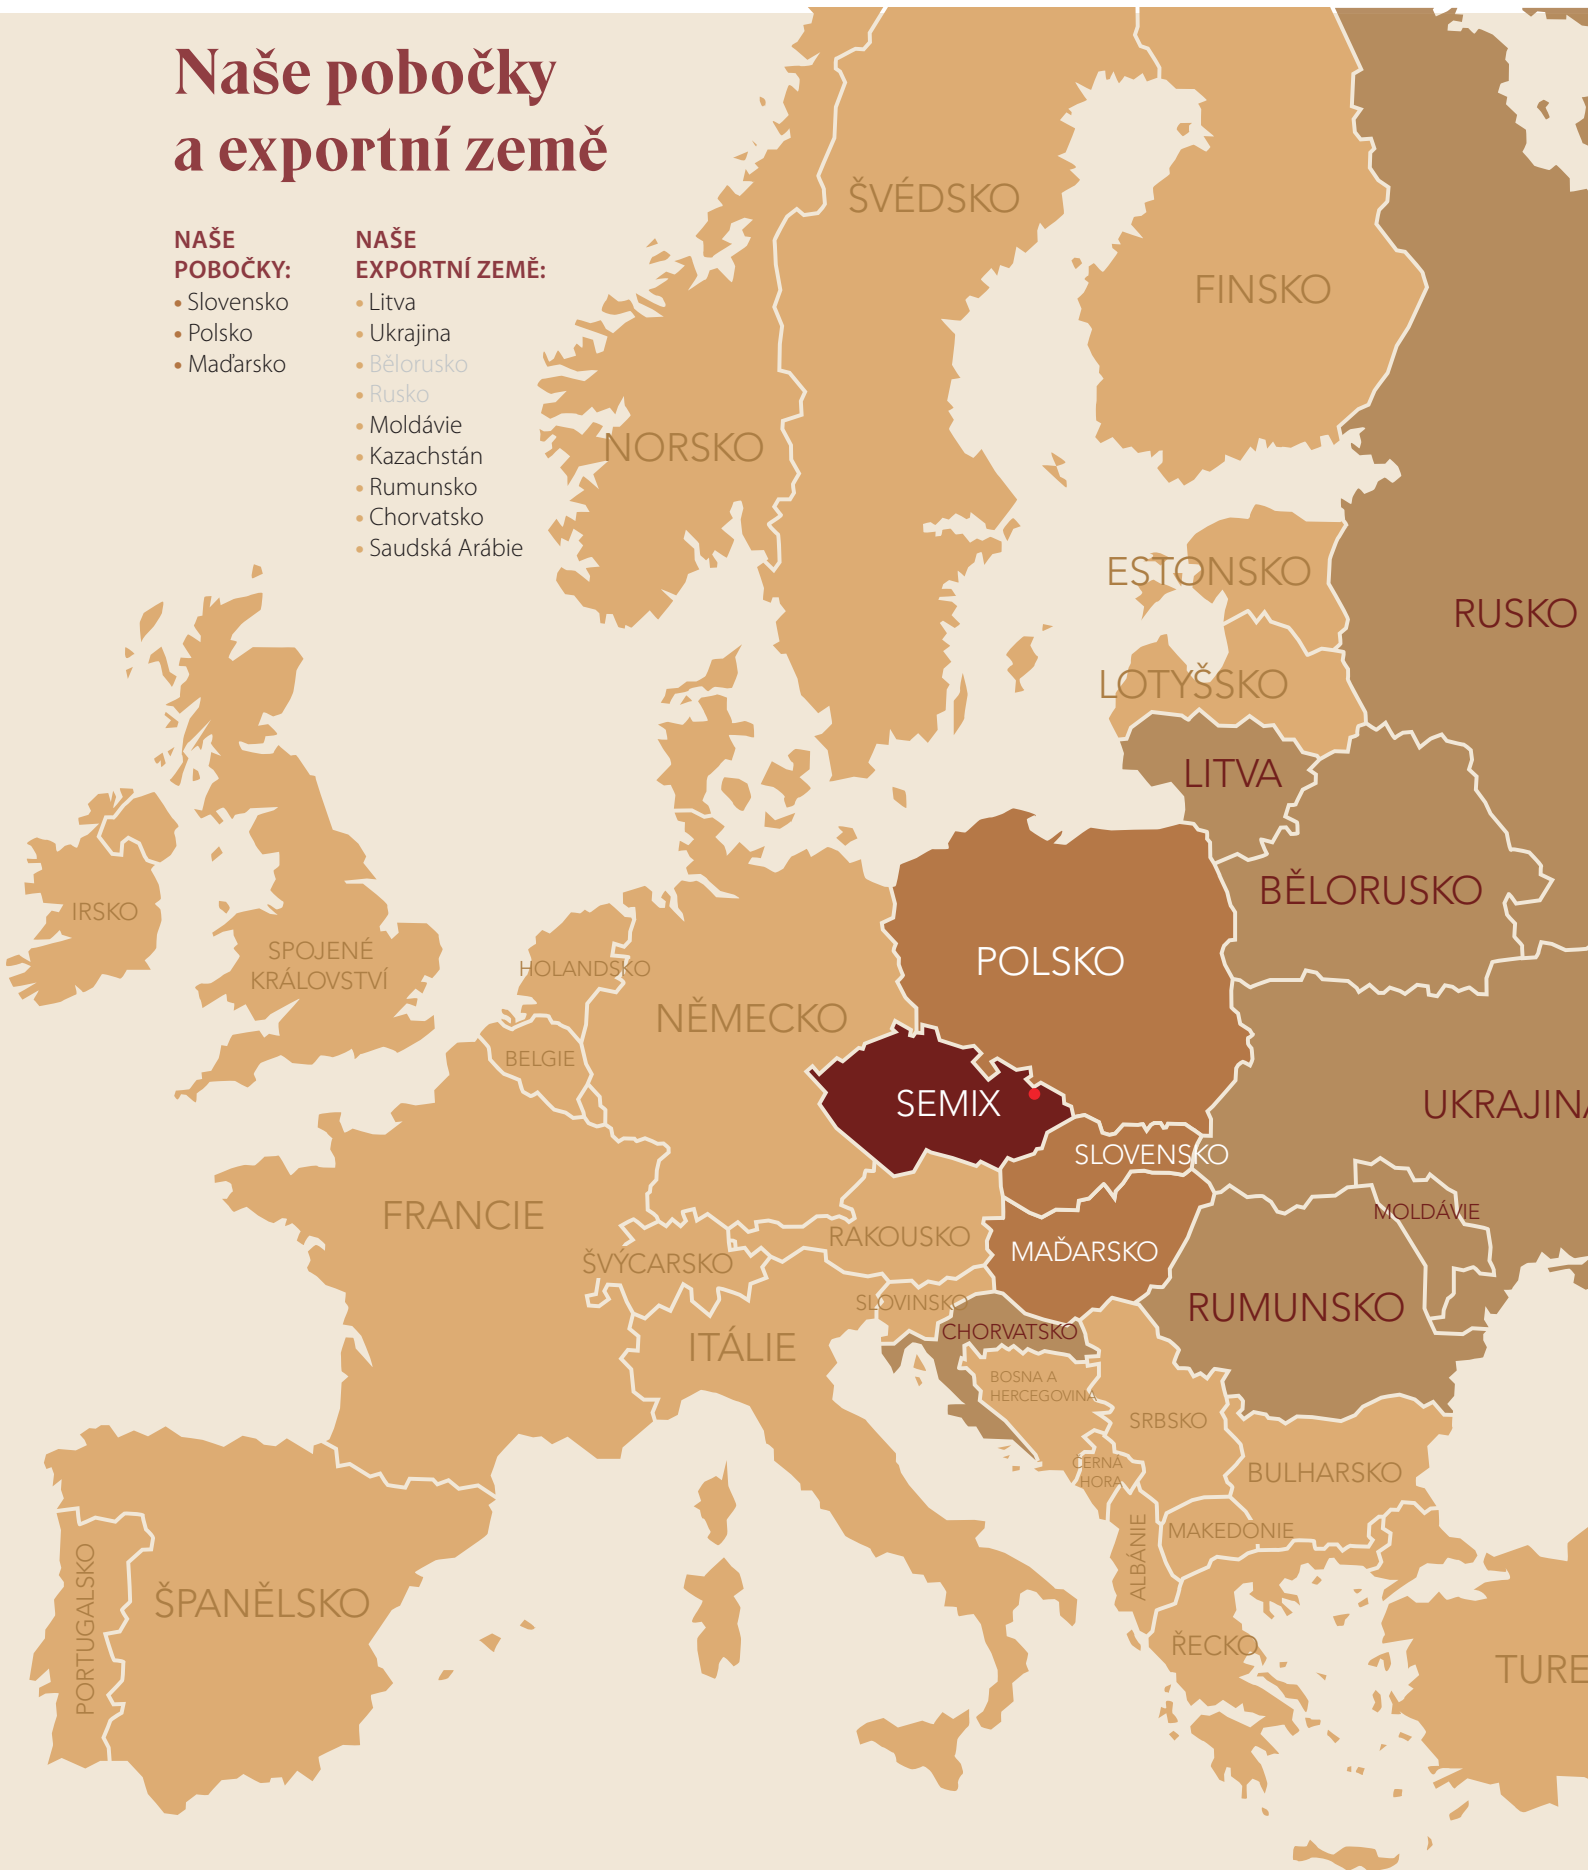 Naše pobočky
a exportní země
NAŠE
POBOČKY:
• Slovensko
• Polsko
• Maďarsko
NAŠE
EXPORTNÍ ZEMĚ:
• Litva
• Ukrajina
• Bělorusko
• Rusko
• Moldávie
• Kazachstán
• Rumunsko
• Chorvatsko
• Saudská Arábie
ŠVÉDSKO
FINSKO
NORSKO
ESTONSKO
RUSKO
LOTYŠSKO
LITVA
BĚLORUSKO
IRSKO
SPOJENÉ
KRÁLOVSTVÍ
HOLANDSKO
POLSKO
NĚMECKO
BELGIE
SEMIX
UKRAJINA
SLOVENSKO
FRANCIE
MOLDÁVIE
RAKOUSKO
MAĎARSKO
ŠVÝCARSKO
SLOVINSKO
RUMUNSKO
CHORVATSKO
ITÁLIE
BOSNA A
HERCEGOVINA
SRBSKO
ČERNÁ
HORA
BULHARSKO
MAKEDONIE
ALBÁNIE
PORTUGALSKO
ŠPANĚLSKO
ŘECKO
TURE